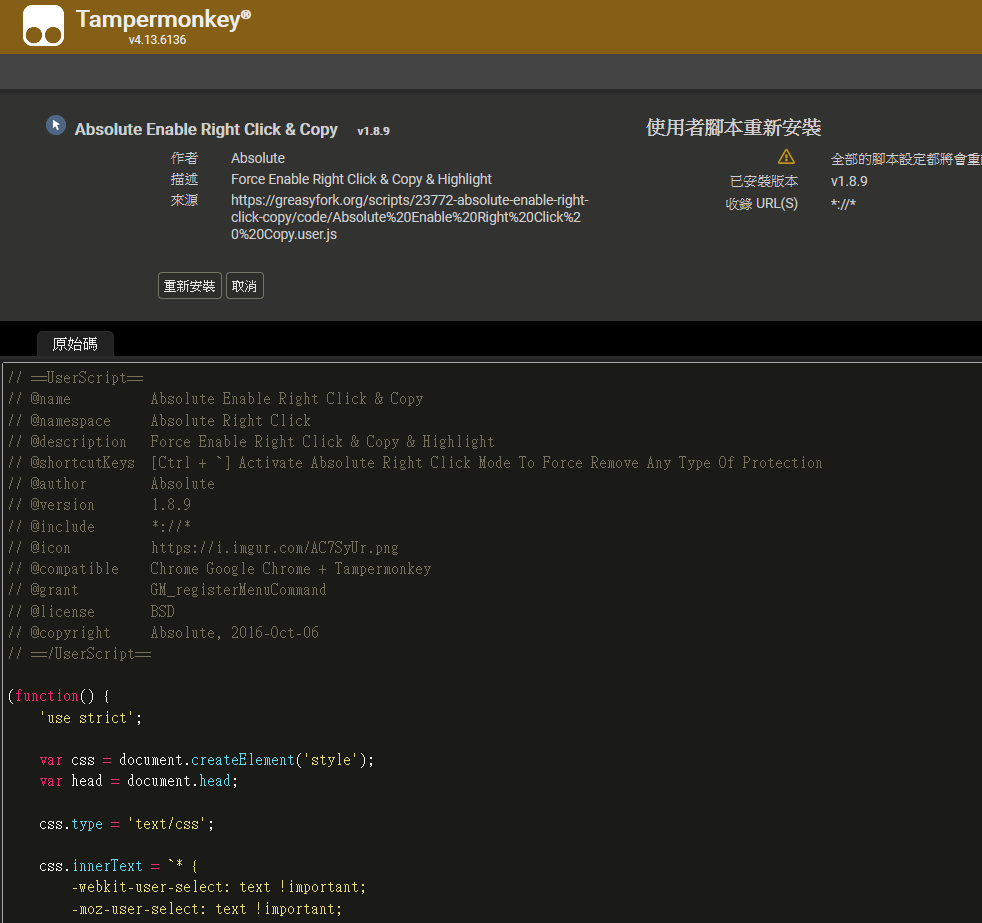 Tampermonkey®
v4.13.6136
Absolute Enable Right Click & Copy v1.8.9
作者 Absolute
描述 Force Enable Right Click & Copy & Highlight
來源 https://greasyfork.org/scripts/23772-absolute-enable-right-
click-copy/code/Absolute%20Enable%20Right%20Click%2
0%20Copy.user.js
使用者腳本重新安裝
全部的腳本設定都將會重
已安裝版本 v1.8.9
收錄 URL(S) *://*
重新安裝 取消
原始碼
// ==UserScript==
// @name Absolute Enable Right Click & Copy
// @namespace Absolute Right Click
// @description Force Enable Right Click & Copy & Highlight
// @shortcutKeys [Ctrl + `] Activate Absolute Right Click Mode To Force Remove Any Type Of Protection
// @author Absolute
// @version 1.8.9
// @include *://*
// @icon https://i.imgur.com/AC7SyUr.png
// @compatible Chrome Google Chrome + Tampermonkey
// @grant GM_registerMenuCommand
// @license BSD
// @copyright Absolute, 2016-Oct-06
// ==/UserScript==
(function() {
'use strict';
var css = document.createElement('style');
var head = document.head;
css.type = 'text/css';
css.innerText = `* {
-webkit-user-select: text !important;
-moz-user-select: text !important;